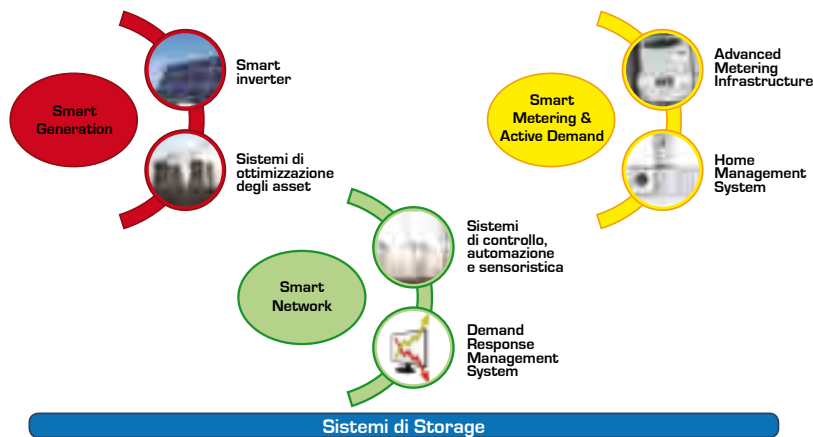 Smart
Generation
Smart
inverter
Sistemi di
ottimizzazione
degli asset
Smart
Metering &
Active Demand
Advanced
Metering
Infrastructure
Home
Management
System
Smart
Network
Sistemi
di controllo,
automazione
e sensoristica
Demand
Response
Management
System
Sistemi di Storage